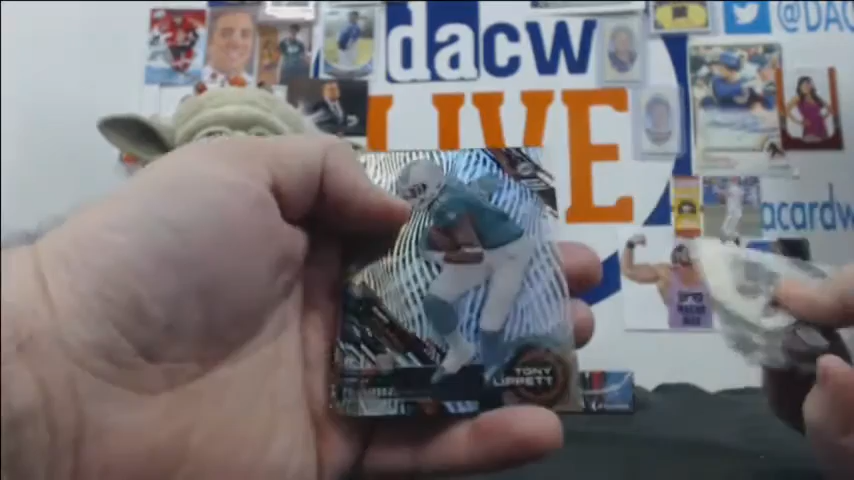 dacw
@DAC
LIVE
acardw
TONY
LIPPETT